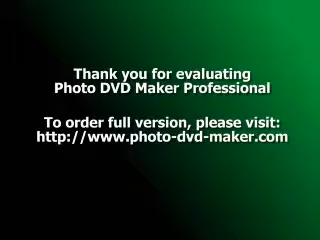 Thank you for evaluating
Photo DVD Maker Professional
To order full version, please visit:
http://www.photo-dvd-maker.com